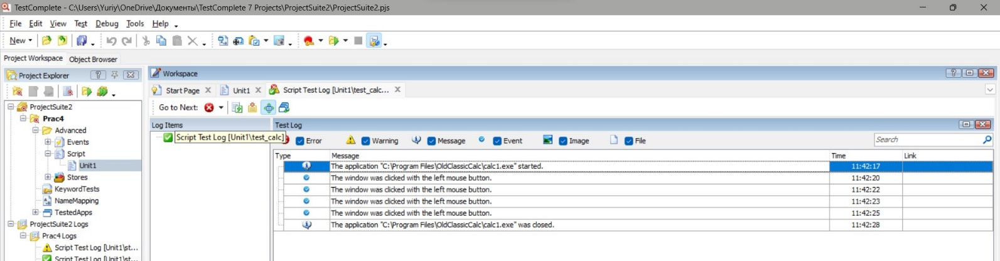 TestComplete - C:\Users\Yuriy\OneDrive\Документы\TestComplete 7 Projects\ProjectSuite2\ProjectSuite2.pjs
File Edit View Test Debug Tools Help
New
Project Workspace Object Browser
Project Explorer
Workspace
Start Page Unit1 Script Test Log [Unit1\test_calc...
Go to Next:
ProjectSuite2
Prac4
Advanced
Events
Script
Unit1
Stores
KeywordTests
NameMapping
TestedApps
ProjectSuite2 Logs
Prac4 Logs
Script Test Log [Unit1\st...
Script Test Log [Unit1\st...
Log Items
Script Test Log [Unit1\test_calc]
Test Log
Error Warning Message Event Image File Search
Type Message Time Link
The application "C:\Program Files\OldClassicCalc\calc1.exe" started. 11:42:17
The window was clicked with the left mouse button. 11:42:20
The window was clicked with the left mouse button. 11:42:22
The window was clicked with the left mouse button. 11:42:23
The window was clicked with the left mouse button. 11:42:25
The application "C:\Program Files\OldClassicCalc\calc1.exe" was closed. 11:42:28